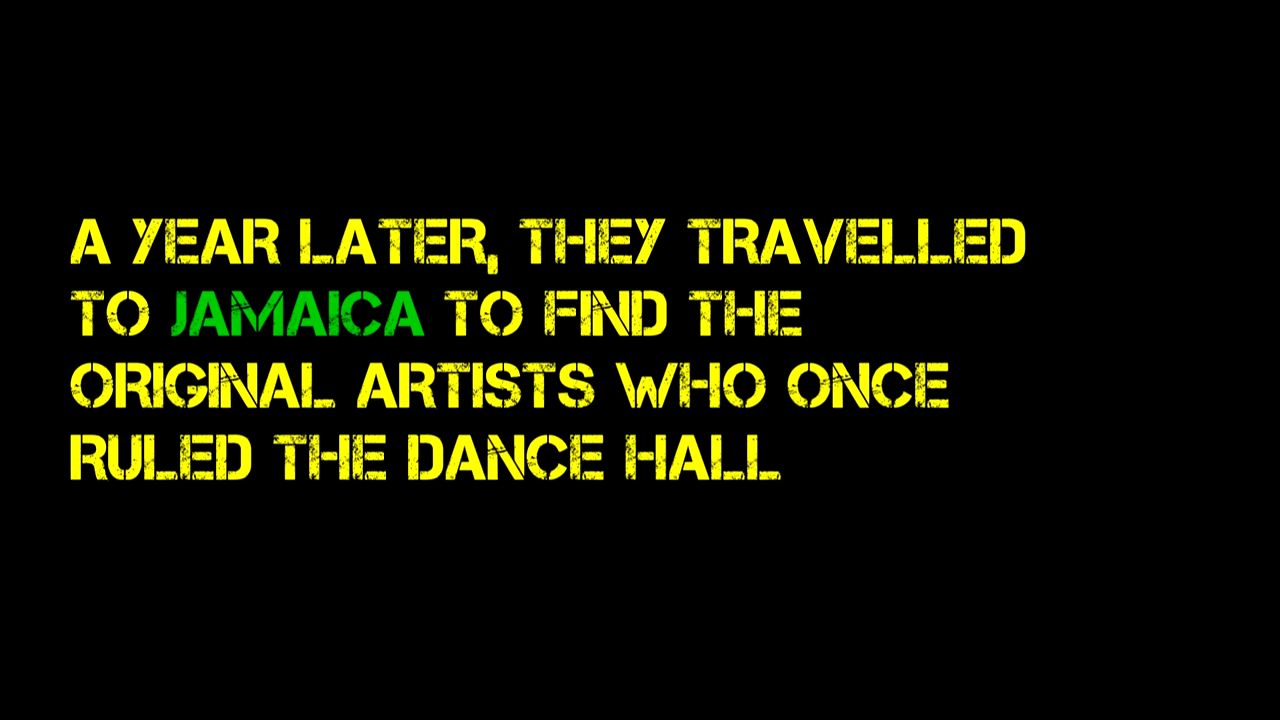 A YEAR LATER, THEY TRAVELLED
TO JAMAICA TO FIND THE
ORIGINAL ARTISTS WHO ONCE
RULED THE DANCE HALL